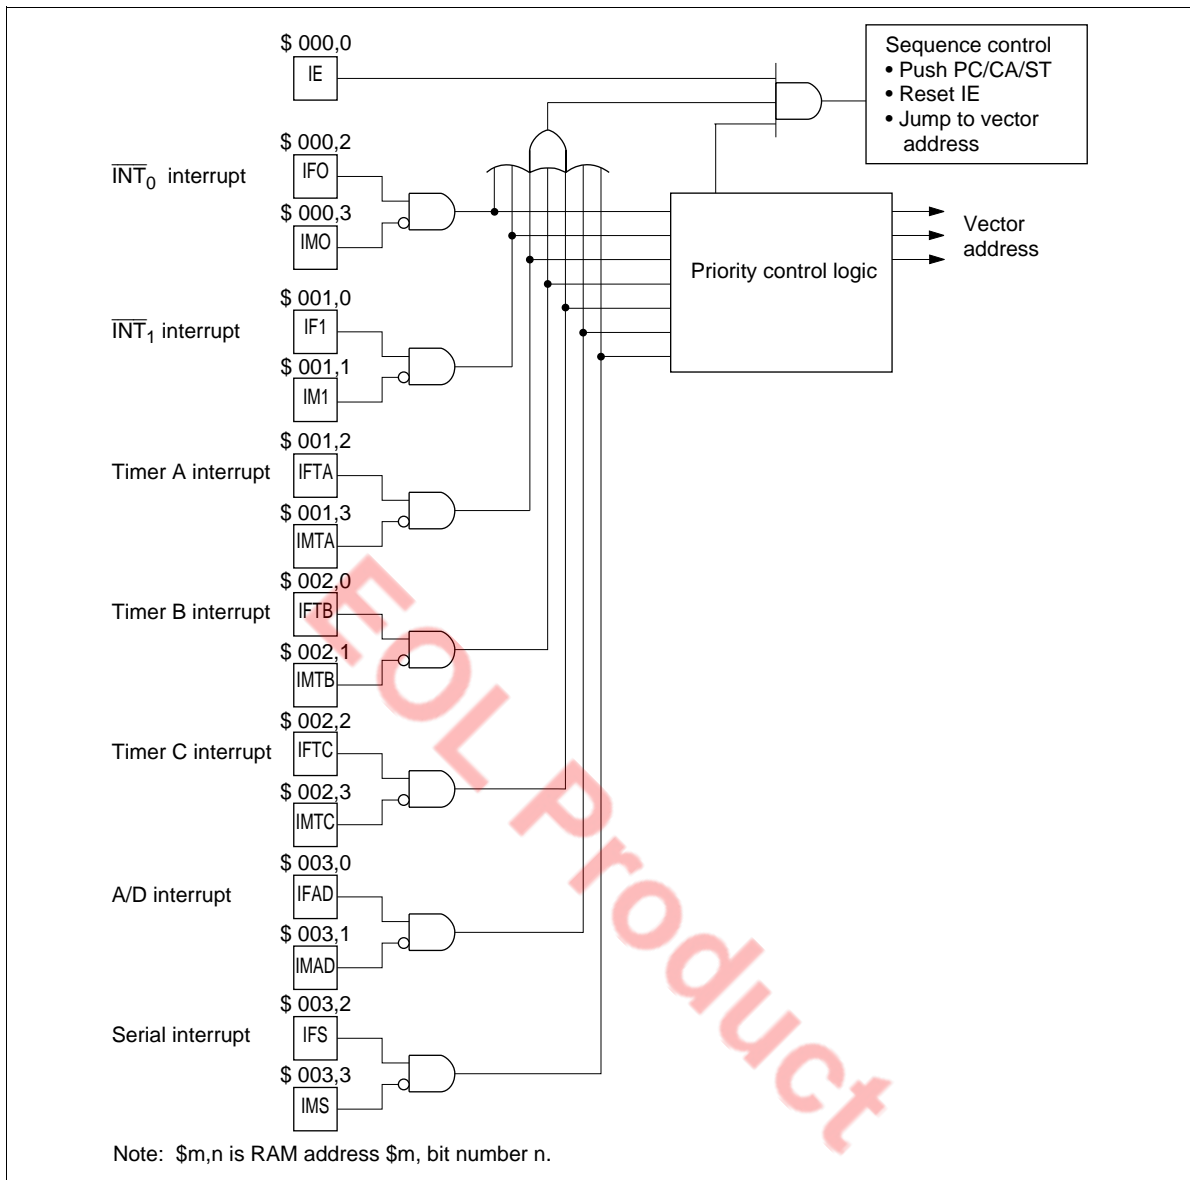 $ 000,0
IE
Sequence control
• Push PC/CA/ST
• Reset IE
• Jump to vector
address
$ 000,2
INT0 interrupt
IFO
$ 000,3
IMO
Priority control logic
Vector
address
$ 001,0
INT1 interrupt
IF1
$ 001,1
IM1
$ 001,2
Timer A interrupt
IFTA
$ 001,3
IMTA
$ 002,0
Timer B interrupt
IFTB
$ 002,1
IMTB
$ 002,2
Timer C interrupt
IFTC
$ 002,3
IMTC
$ 003,0
A/D interrupt
IFAD
$ 003,1
IMAD
$ 003,2
Serial interrupt
IFS
$ 003,3
IMS
Note: $m,n is RAM address $m, bit number n.
EOL Product